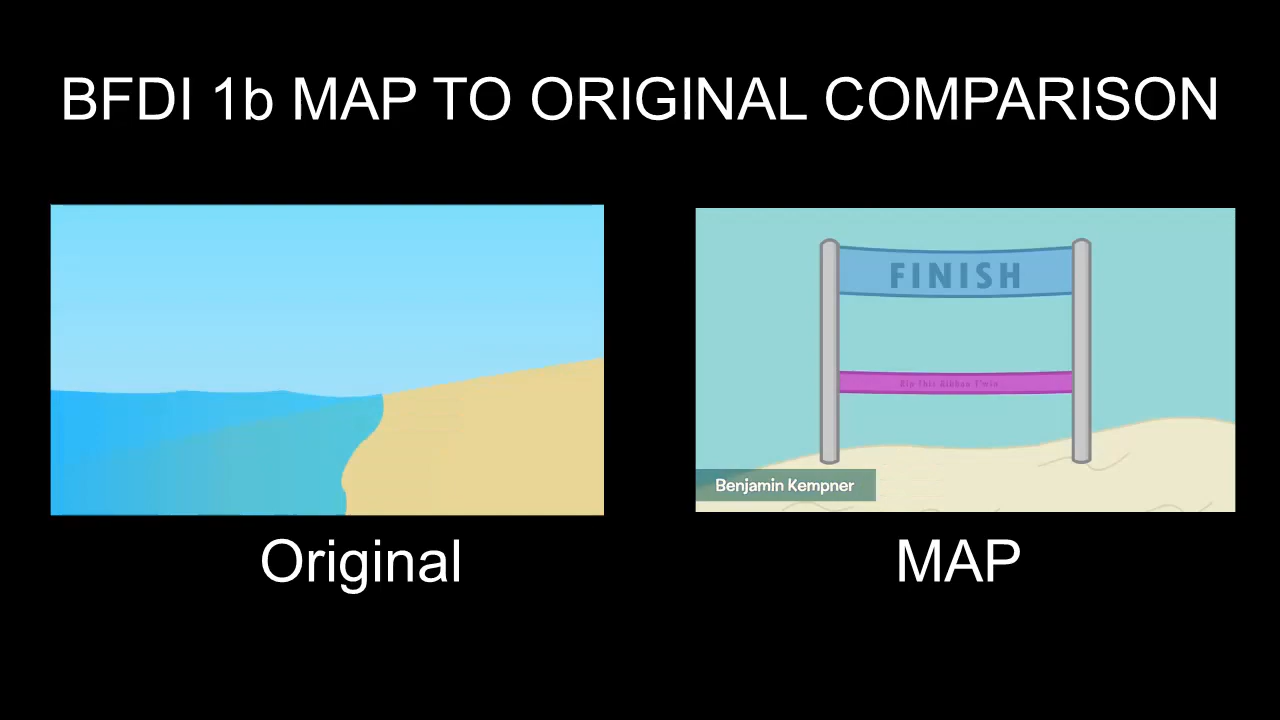 BFDI 1b MAP TO ORIGINAL COMPARISON
FINISH
Benjamin Kempner
Original
MAP